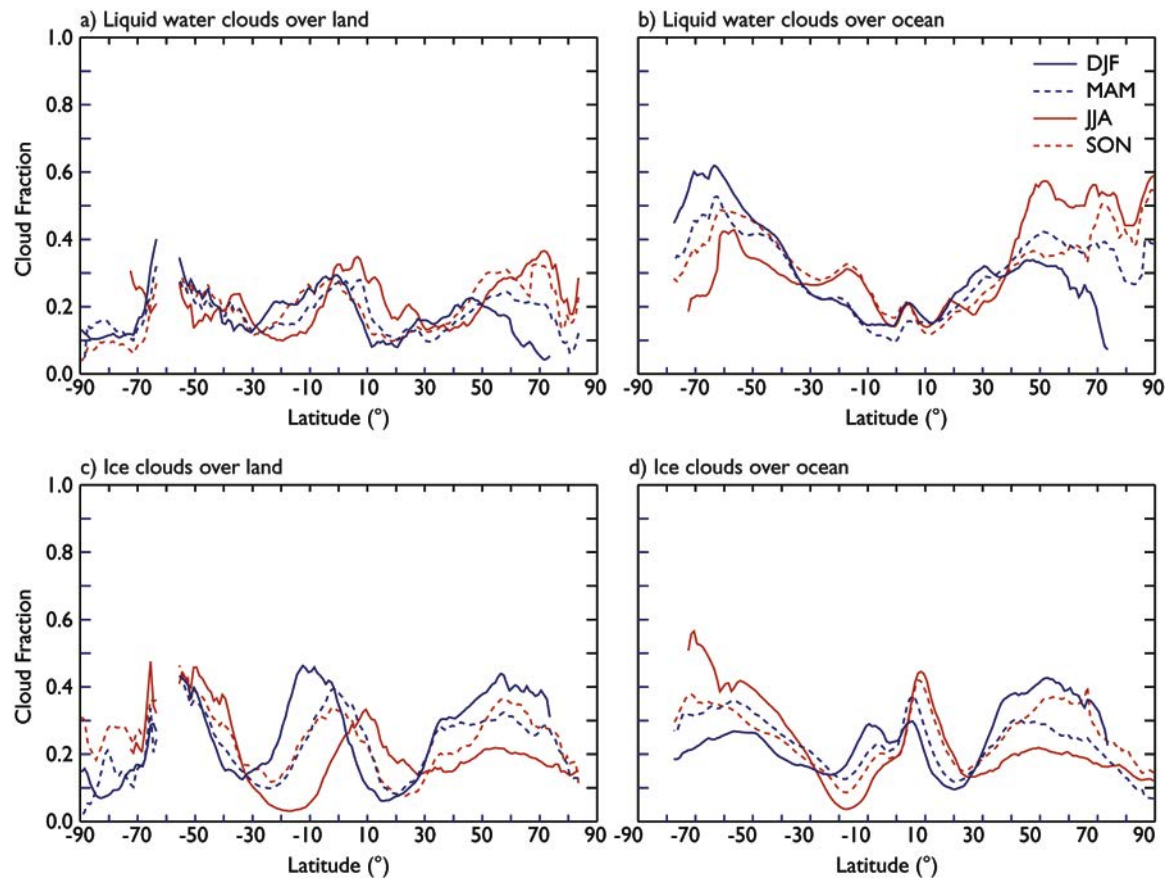 a) Liquid water clouds over land
b) Liquid water clouds over ocean
1.0
0.8
0.6
0.4
0.2
0.0
Cloud Fraction
-90 -70 -50 -30 -10 10 30 50 70 90
Latitude (°)
DJF
MAM
JJA
SON
-90 -70 -50 -30 -10 10 30 50 70 90
Latitude (°)
c) Ice clouds over land
d) Ice clouds over ocean
1.0
0.8
0.6
0.4
0.2
0.0
Cloud Fraction
-90 -70 -50 -30 -10 10 30 50 70 90
Latitude (°)
-90 -70 -50 -30 -10 10 30 50 70 90
Latitude (°)